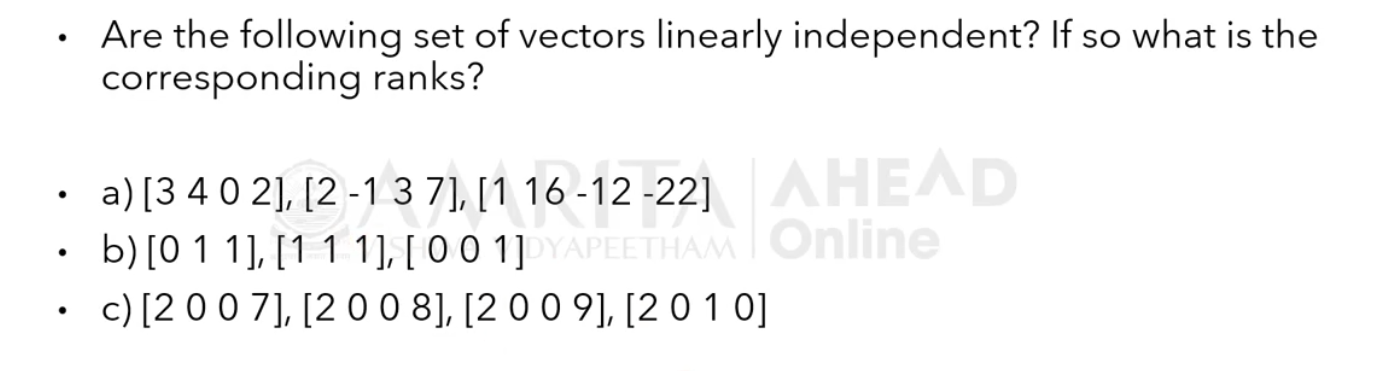 • Are the following set of vectors linearly independent? If so what is the
corresponding ranks?
• a) [3 4 0 2], [2 -1 3 7], [1 16 -12 -22]
• b) [0 1 1], [1 1 1], [ 0 0 1]
• c) [2 0 0 7], [2 0 0 8], [2 0 0 9], [2 0 1 0]
AMRITA AHEAD
VISHWA VIDYAPEETHAM Online